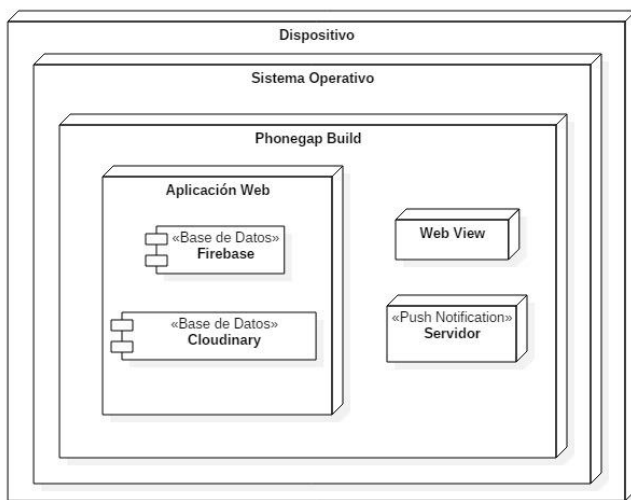 Dispositivo
Sistema Operativo
Phonegap Build
Aplicación Web
«Base de Datos»
Firebase
«Base de Datos»
Cloudinary
Web View
«Push Notification»
Servidor